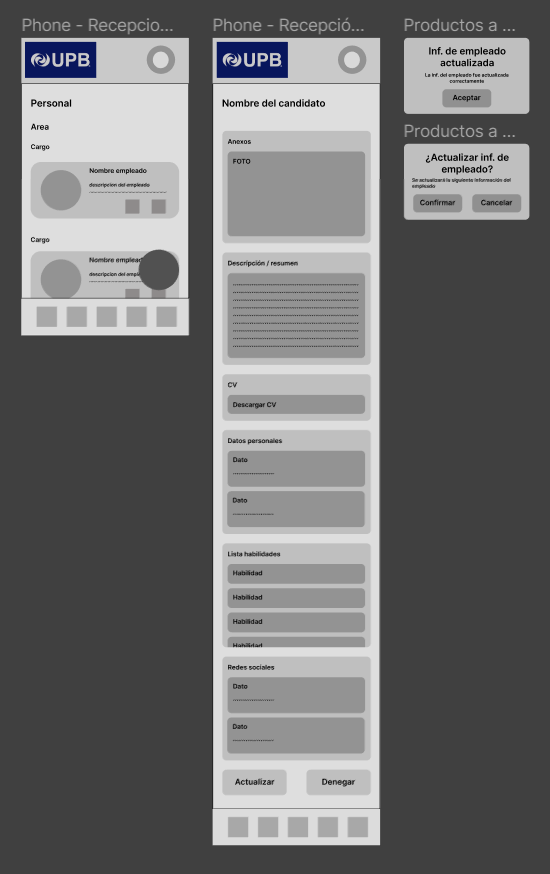 Phone - Recepcio...
UPB
Personal
Area
Cargo
Nombre empleado
descripcion del empleado
Cargo
Nombre emplead
descripcion del emple
Phone - Recepció...
UPB
Nombre del candidato
Anexos
FOTO
Descripción / resumen
CV
Descargar CV
Datos personales
Dato
Dato
Lista habilidades
Habilidad
Habilidad
Habilidad
Habilidad
Redes sociales
Dato
Dato
Actualizar
Denegar
Productos a ...
Inf. de empleado
actualizada
La inf. del empleado fue actualizada
correctamente
Aceptar
Productos a ...
¿Actualizar inf. de
empleado?
Se actualizará la siguiente información del
empleado
Confirmar
Cancelar